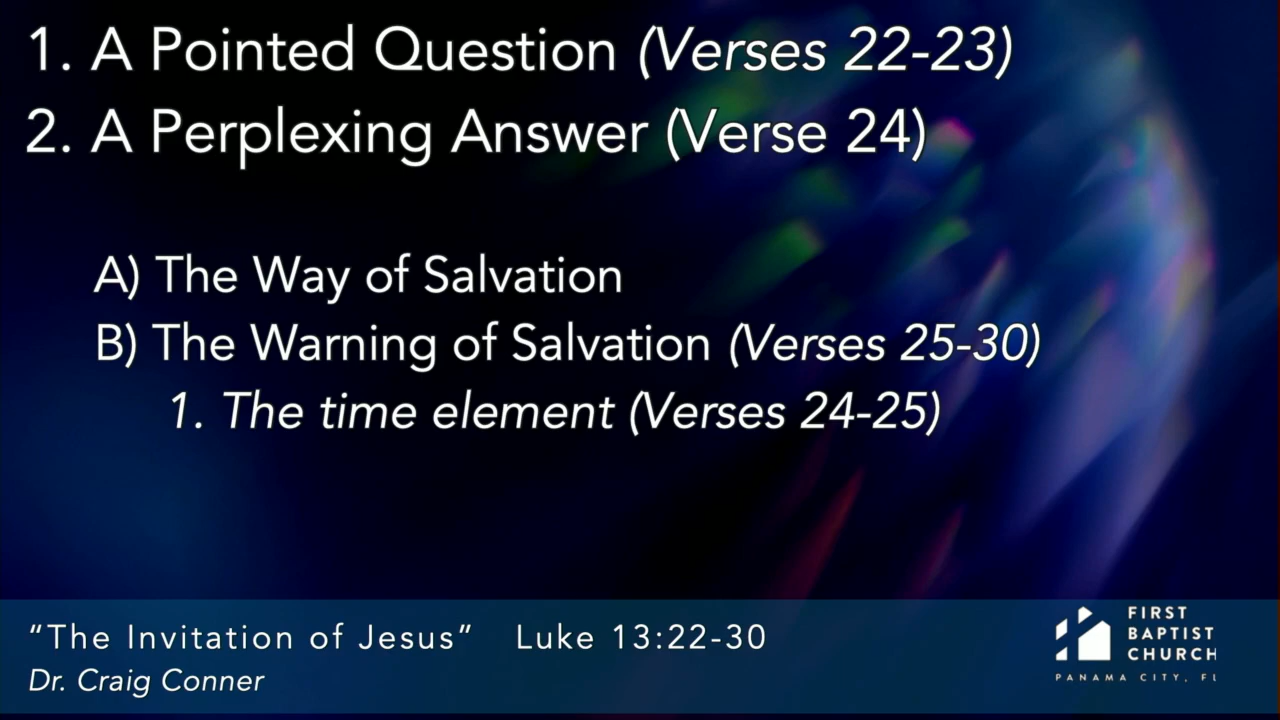 1. A Pointed Question (Verses 22-23)
2. A Perplexing Answer (Verse 24)
A) The Way of Salvation
B) The Warning of Salvation (Verses 25-30)
1. The time element (Verses 24-25)
“The Invitation of Jesus” Luke 13:22-30
Dr. Craig Conner
FIRST
BAPTIST
CHURCH
PANAMA CITY, FL